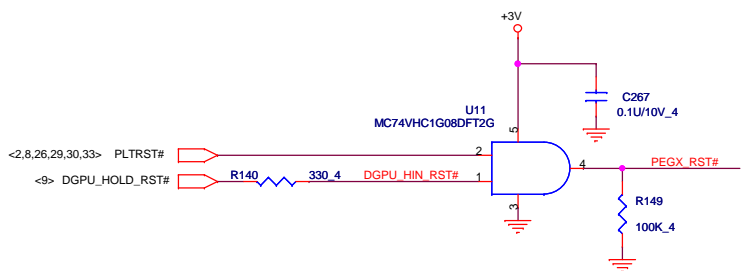 +3V
U11
MC74VHC1G08DFT2G
C267
0.1U/10V_4
5
<2,8,26,29,30,33> PLTRST#
2
4
PEGX_RST#
<9> DGPU_HOLD_RST#
R140
330_4
DGPU_HIN_RST#
1
3
R149
100K_4